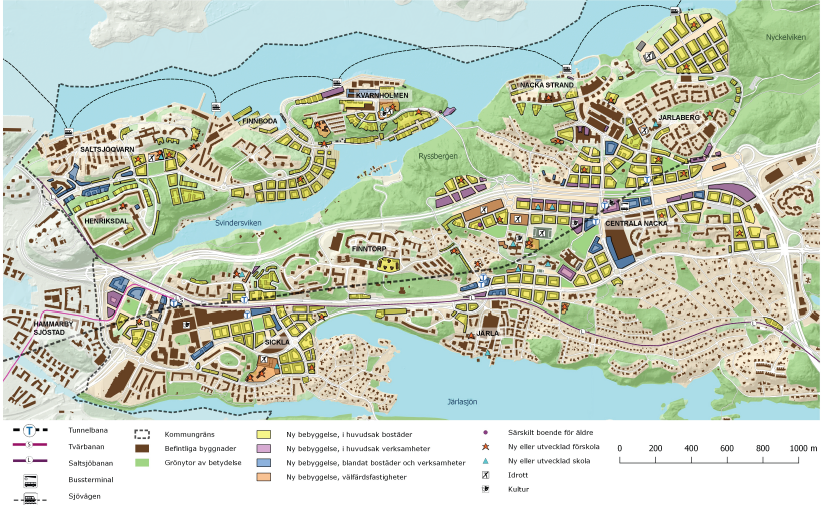 Nyckelviken
NACKA STRAND
KVARNHOLMEN
FINNBODA
JARLABERG
SALTSJÖQVARN
Ryssbergen
HENRIKSDAL
Svindersviken
CENTRALA NACKA
FINNTORP
HAMMARBY
SJÖSTAD
SICKLA
JÄRLA
Järlasjön
T Tunnelbana
S Tvärbanan
L Saltsjöbanan
Bussterminal
Sjövägen
Kommungräns
Befintliga byggnader
Grönytor av betydelse
Ny bebyggelse, i huvudsak bostäder
Ny bebyggelse, i huvudsak verksamheter
Ny bebyggelse, blandat bostäder och verksamheter
Ny bebyggelse, välfärdsfastigheter
Särskilt boende för äldre
Ny eller utvecklad förskola
Ny eller utvecklad skola
Idrott
Kultur
0 200 400 600 800 1000 m